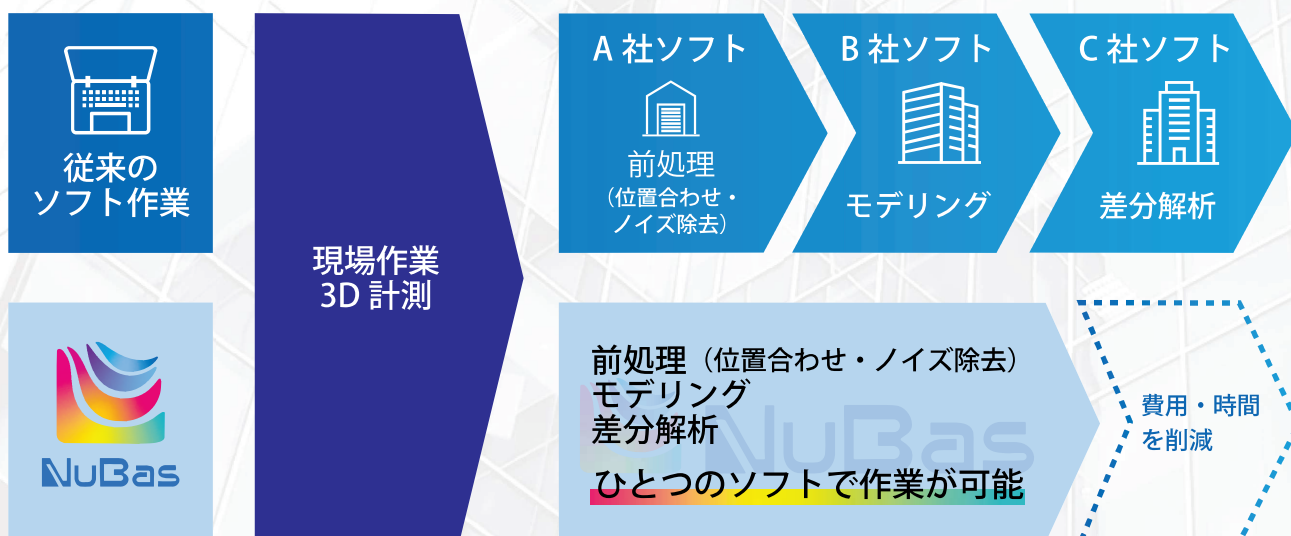 従来の
ソフト作業
現場作業
3D 計測
A 社ソフト
前処理
（位置合わせ・
ノイズ除去）
B 社ソフト
モデリング
C 社ソフト
差分解析
NuBas
前処理（位置合わせ・ノイズ除去）
モデリング
差分解析
ひとつのソフトで作業が可能
NuBas
費用・時間
を削減